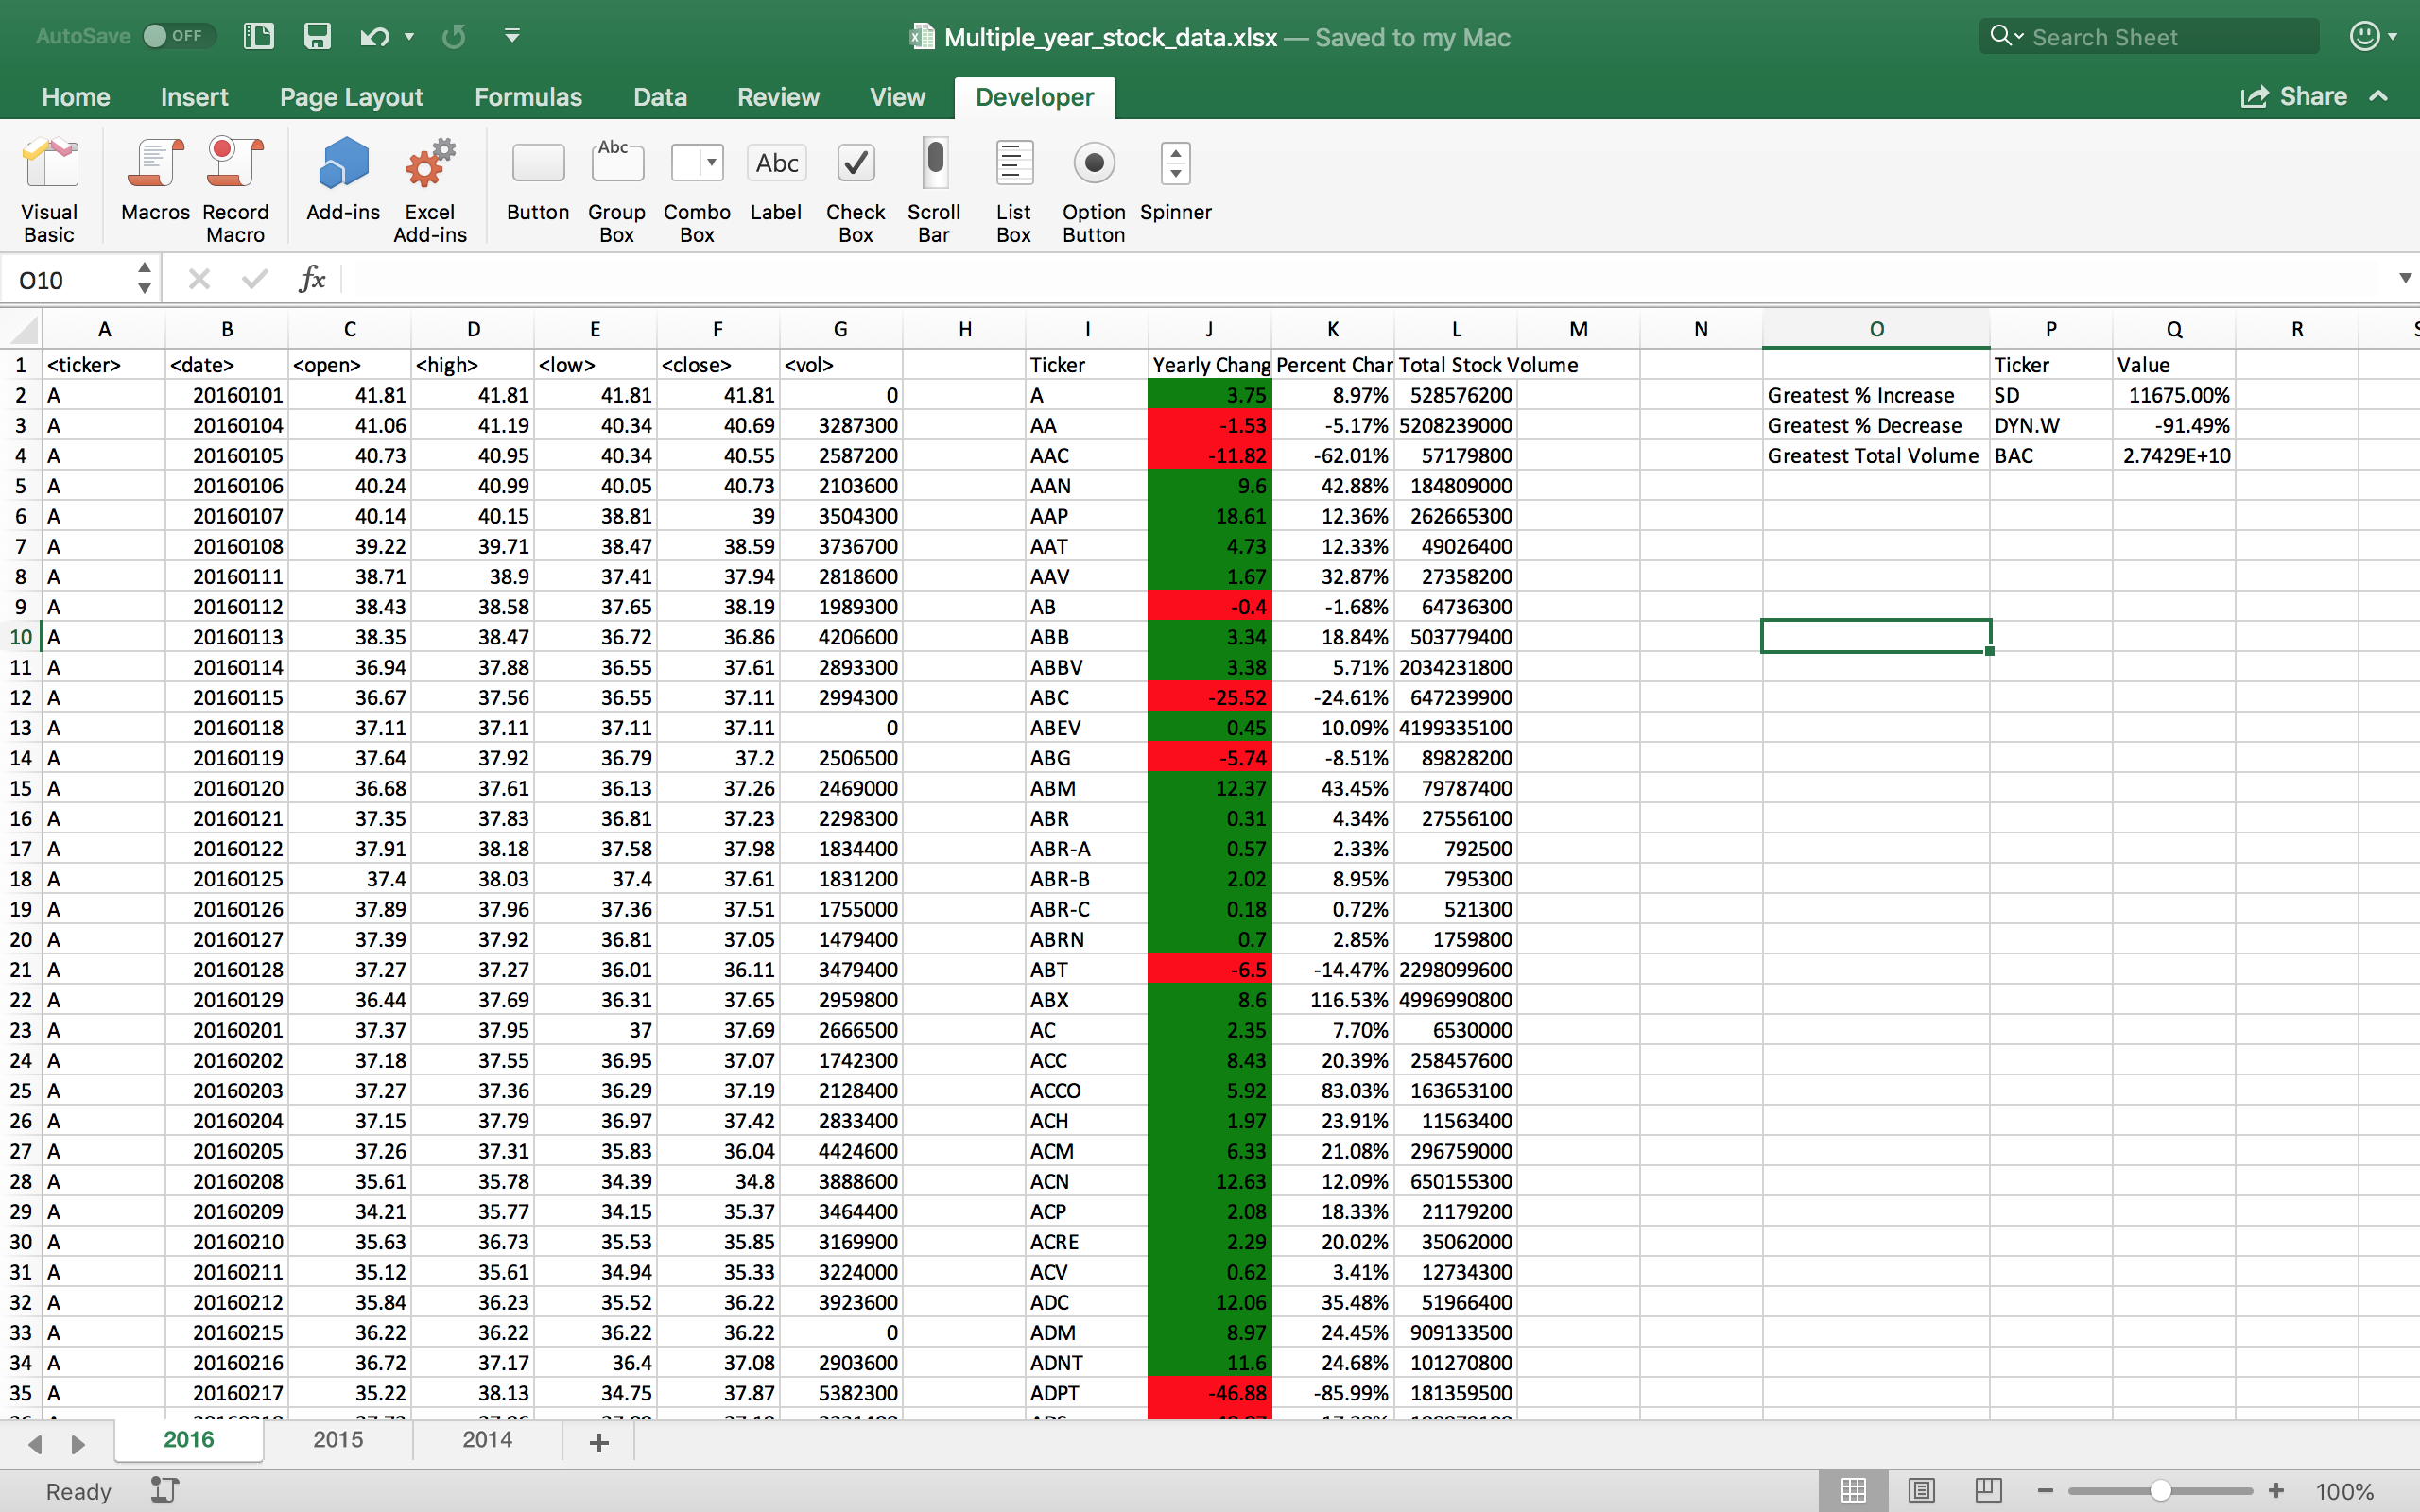 AutoSave OFF Multiple_year_stock_data.xlsx — Saved to my Mac Search Sheet
Home Insert Page Layout Formulas Data Review View Developer Share
Visual Basic Macros Record Macro Add-ins Excel Add-ins Button Group Box Combo Box Label Check Box Scroll Bar List Box Option Button Spinner
Abc Abc
O10 fx
A B C D E F G H I J K L M N O P Q R S
1 <ticker> <date> <open> <high> <low> <close> <vol> Ticker Yearly Chang Percent Char Total Stock Volume Ticker Value
2 A 20160101 41.81 41.81 41.81 41.81 0 A 3.75 8.97% 528576200 Greatest % Increase SD 11675.00%
3 A 20160104 41.06 41.19 40.34 40.69 3287300 AA -1.53 -5.17% 5208239000 Greatest % Decrease DYN.W -91.49%
4 A 20160105 40.73 40.95 40.34 40.55 2587200 AAC -11.82 -62.01% 57179800 Greatest Total Volume BAC 2.7429E+10
5 A 20160106 40.24 40.99 40.05 40.73 2103600 AAN 9.6 42.88% 184809000
6 A 20160107 40.14 40.15 38.81 39 3504300 AAP 18.61 12.36% 262665300
7 A 20160108 39.22 39.71 38.47 38.59 3736700 AAT 4.73 12.33% 49026400
8 A 20160111 38.71 38.9 37.41 37.94 2818600 AAV 1.67 32.87% 27358200
9 A 20160112 38.43 38.58 37.65 38.19 1989300 AB -0.4 -1.68% 64736300
10 A 20160113 38.35 38.47 36.72 36.86 4206600 ABB 3.34 18.84% 503779400
11 A 20160114 36.94 37.88 36.55 37.61 2893300 ABBV 3.38 5.71% 2034231800
12 A 20160115 36.67 37.56 36.55 37.11 2994300 ABC -25.52 -24.61% 647239900
13 A 20160118 37.11 37.11 37.11 37.11 0 ABEV 0.45 10.09% 4199335100
14 A 20160119 37.64 37.92 36.79 37.2 2506500 ABG -5.74 -8.51% 89828200
15 A 20160120 36.68 37.61 36.13 37.26 2469000 ABM 12.37 43.45% 79787400
16 A 20160121 37.35 37.83 36.81 37.23 2298300 ABR 0.31 4.34% 27556100
17 A 20160122 37.91 38.18 37.58 37.98 1834400 ABR-A 0.57 2.33% 792500
18 A 20160125 37.4 38.03 37.4 37.61 1831200 ABR-B 2.02 8.95% 795300
19 A 20160126 37.89 37.96 37.36 37.51 1755000 ABR-C 0.18 0.72% 521300
20 A 20160127 37.39 37.92 36.81 37.05 1479400 ABRN 0.7 2.85% 1759800
21 A 20160128 37.27 37.27 36.01 36.11 3479400 ABT -6.5 -14.47% 2298099600
22 A 20160129 36.44 37.69 36.31 37.65 2959800 ABX 8.6 116.53% 4996990800
23 A 20160201 37.37 37.95 37 37.69 2666500 AC 2.35 7.70% 6530000
24 A 20160202 37.18 37.55 36.95 37.07 1742300 ACC 8.43 20.39% 258457600
25 A 20160203 37.27 37.36 36.29 37.19 2128400 ACCO 5.92 83.03% 163653100
26 A 20160204 37.15 37.79 36.97 37.42 2833400 ACH 1.97 23.91% 11563400
27 A 20160205 37.26 37.31 35.83 36.04 4424600 ACM 6.33 21.08% 296759000
28 A 20160208 35.61 35.78 34.39 34.8 3888600 ACN 12.63 12.09% 650155300
29 A 20160209 34.21 35.77 34.15 35.37 3464400 ACP 2.08 18.33% 21179200
30 A 20160210 35.63 36.73 35.53 35.85 3169900 ACRE 2.29 20.02% 35062000
31 A 20160211 35.12 35.61 34.94 35.33 3224000 ACV 0.62 3.41% 12734300
32 A 20160212 35.84 36.23 35.52 36.22 3923600 ADC 12.06 35.48% 51966400
33 A 20160215 36.22 36.22 36.22 36.22 0 ADM 8.97 24.45% 909133500
34 A 20160216 36.72 37.17 36.4 37.08 2903600 ADNT 11.6 24.68% 101270800
35 A 20160217 35.22 38.13 34.75 37.87 5382300 ADPT -46.88 -85.99% 181359500
2016 2015 2014
Ready 100%